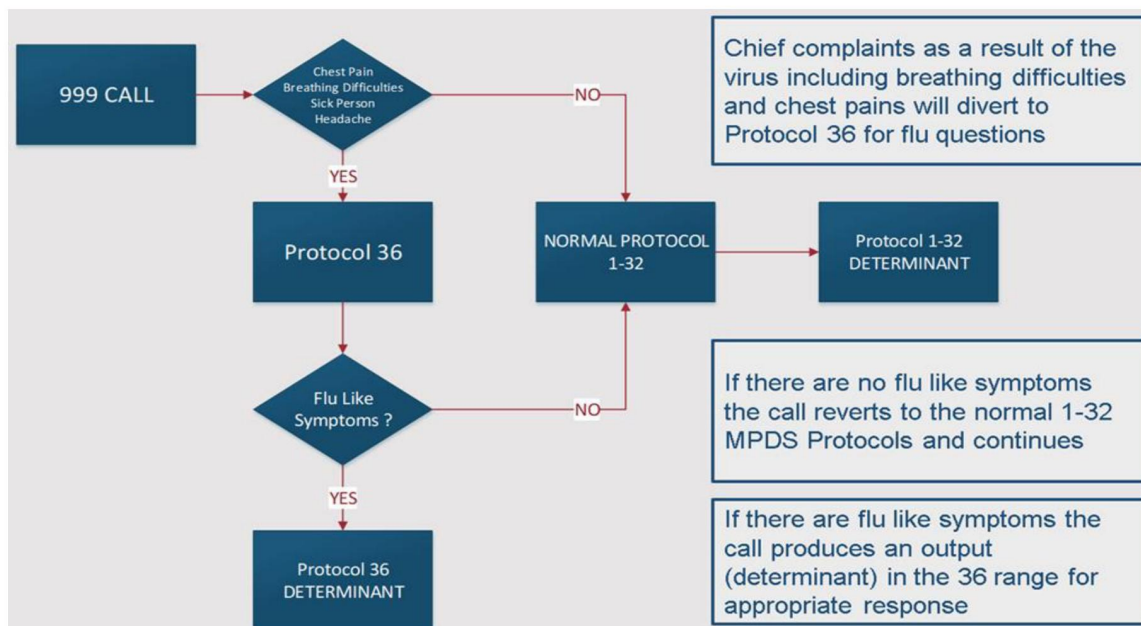 999 CALL
Chest Pain
Breathing Difficulties
Sick Person
Headache
NO
Chief complaints as a result of the
virus including breathing difficulties
and chest pains will divert to
Protocol 36 for flu questions
YES
Protocol 36
NORMAL PROTOCOL
1-32
Protocol 1-32
DETERMINANT
Flu Like
Symptoms ?
NO
If there are no flu like symptoms
the call reverts to the normal 1-32
MPDS Protocols and continues
YES
Protocol 36
DETERMINANT
If there are flu like symptoms the
call produces an output
(determinant) in the 36 range for
appropriate response